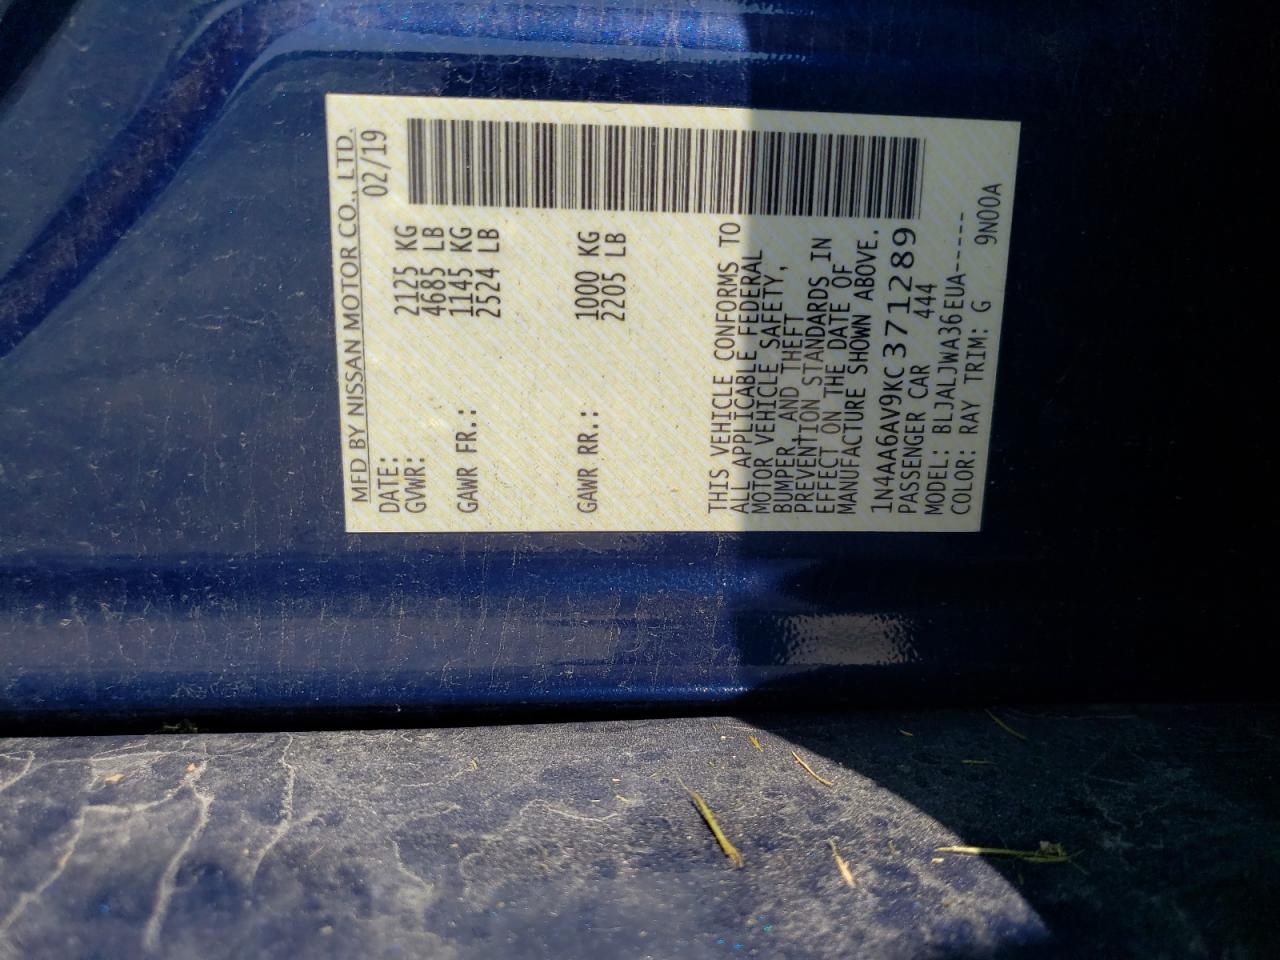 MFD BY NISSAN MOTOR CO., LTD.
DATE: 02/19
GVWR: 2125 KG
4685 LB
GAWR FR.: 1145 KG
2524 LB
GAWR RR.: 1000 KG
2205 LB
THIS VEHICLE CONFORMS TO
ALL APPLICABLE FEDERAL
MOTOR VEHICLE SAFETY,
BUMPER, AND THEFT
PREVENTION STANDARDS IN
EFFECT ON THE DATE OF
MANUFACTURE SHOWN ABOVE.
1N4AA6AV9KC371289
PASSENGER CAR 444
MODEL: BLJALJWA36EUA-----
COLOR: RAY TRIM: G 9N00A